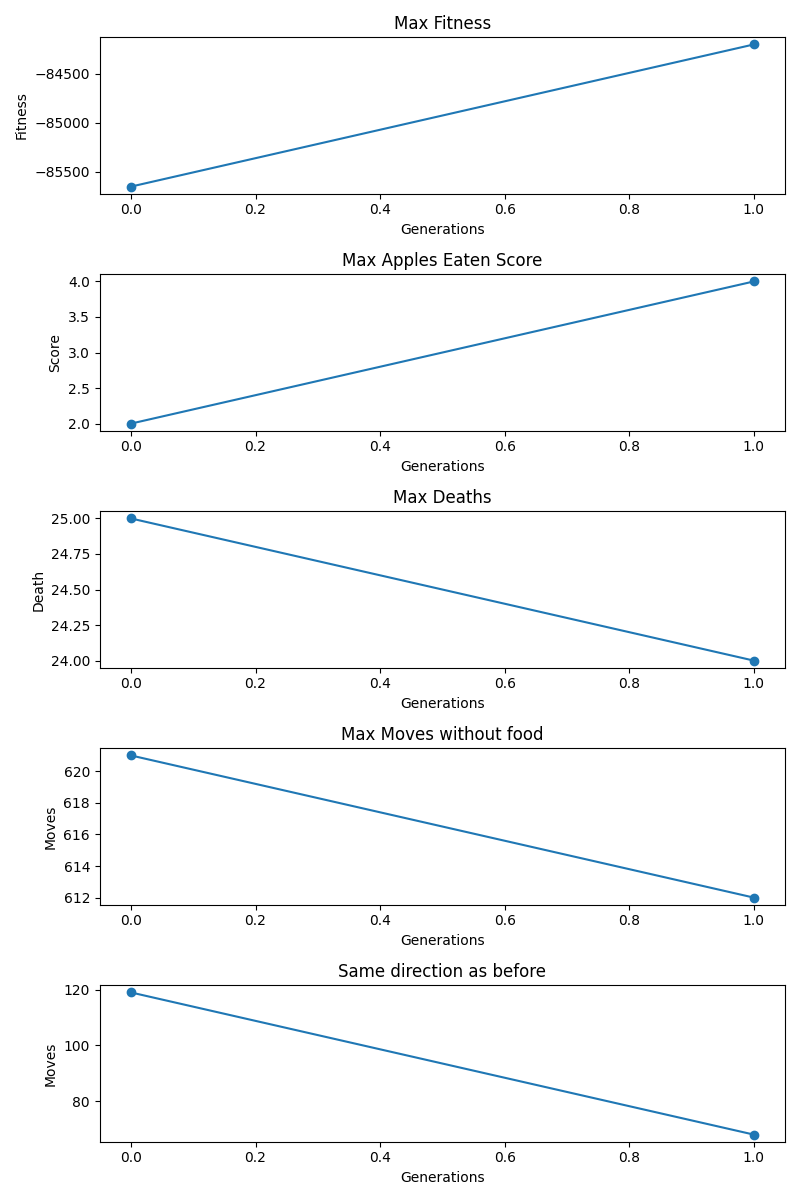 Max Fitness
Fitness
−84500
−85000
−85500
0.0 0.2 0.4 0.6 0.8 1.0
Generations
Max Apples Eaten Score
Score
4.0
3.5
3.0
2.5
2.0
0.0 0.2 0.4 0.6 0.8 1.0
Generations
Max Deaths
Death
25.00
24.75
24.50
24.25
24.00
0.0 0.2 0.4 0.6 0.8 1.0
Generations
Max Moves without food
Moves
620
618
616
614
612
0.0 0.2 0.4 0.6 0.8 1.0
Generations
Same direction as before
Moves
120
100
80
0.0 0.2 0.4 0.6 0.8 1.0
Generations